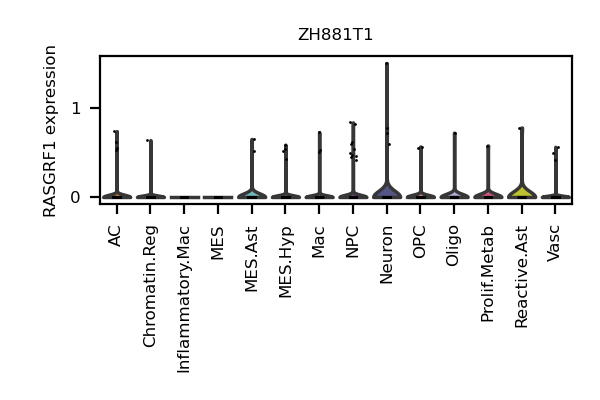 ZH881T1
RASGRF1 expression
1
0
AC
Chromatin.Reg
Inflammatory.Mac
MES
MES.Ast
MES.Hyp
Mac
NPC
Neuron
OPC
Oligo
Prolif.Metab
Reactive.Ast
Vasc